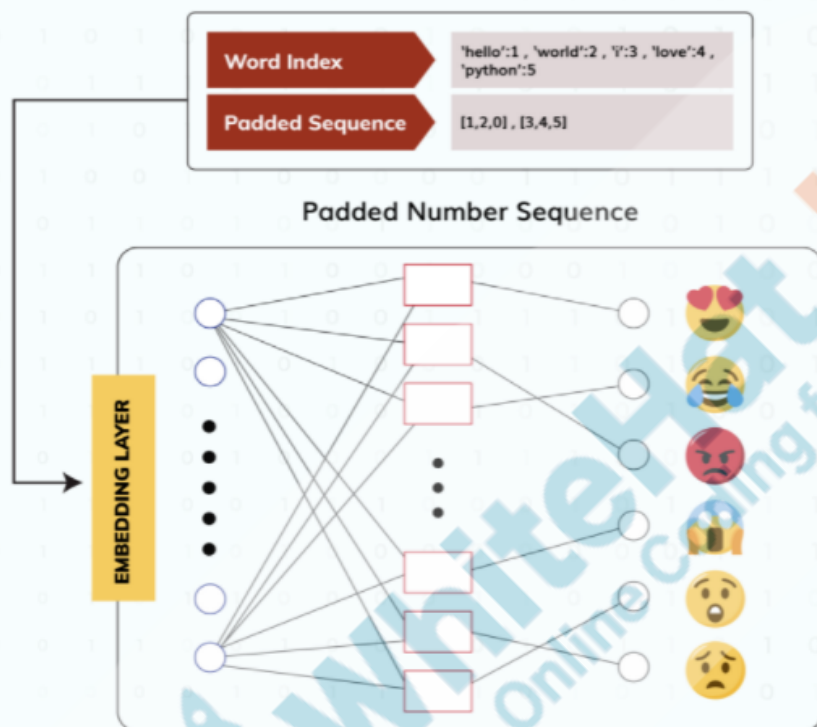 Word Index
'hello':1 , 'world':2 , 'i':3 , 'love':4 ,
'python':5
Padded Sequence
[1,2,0] , [3,4,5]
Padded Number Sequence
EMBEDDING LAYER
WhiteHat
Online Coding f